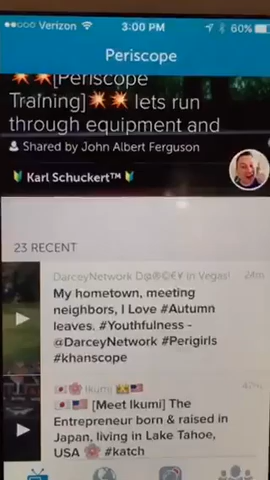 ●●○○○ Verizon 3:00 PM 60%
Periscope
💥💥[Periscope
Training]💥💥 lets run
through equipment and
Shared by John Albert Ferguson
🔰 Karl Schuckert™🔰
23 RECENT
DarceyNetwork D@®©€¥ in Vegas! 24m
My hometown, meeting
neighbors, I Love #Autumn
leaves. #Youthfulness -
@DarceyNetwork #Perigirls
#khanscope
🇯🇵🌸 Ikumi 🎎🇺🇸
🇯🇵 🇺🇸 [Meet Ikumi] The
Entrepreneur born & raised in
Japan, living in Lake Tahoe,
USA 🌸 #katch